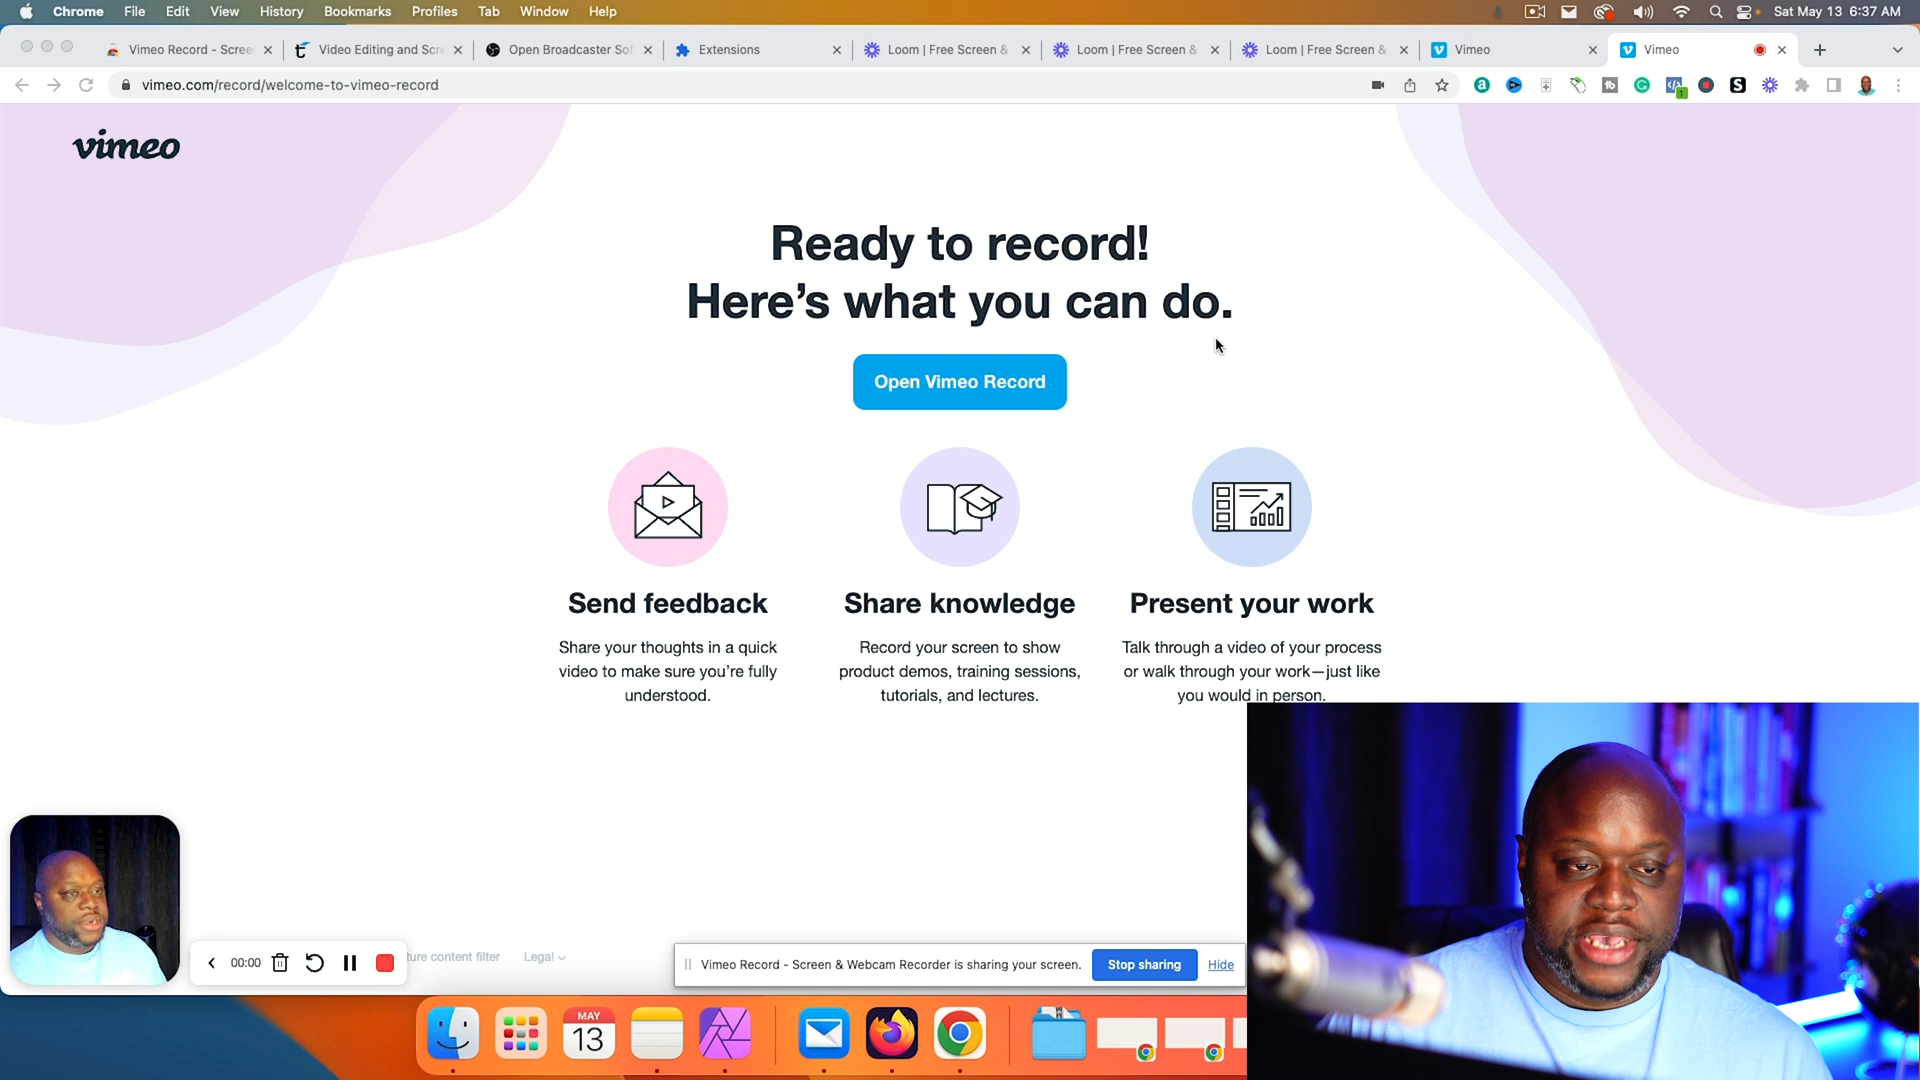 Chrome File Edit View History Bookmarks Profiles Tab Window Help
Sat May 13 6:37 AM
Vimeo Record - Scree
Video Editing and Scre
Open Broadcaster Sof
Extensions
Loom | Free Screen &
Loom | Free Screen &
Loom | Free Screen &
Vimeo
Vimeo
vimeo.com/record/welcome-to-vimeo-record
vimeo
Ready to record!
Here’s what you can do.
Open Vimeo Record
Send feedback
Share your thoughts in a quick
video to make sure you’re fully
understood.
Share knowledge
Record your screen to show
product demos, training sessions,
tutorials, and lectures.
Present your work
Talk through a video of your process
or walk through your work—just like
you would in person.
00:00
ture content filter
Legal
Vimeo Record - Screen & Webcam Recorder is sharing your screen.
Stop sharing
Hide
MAY
13